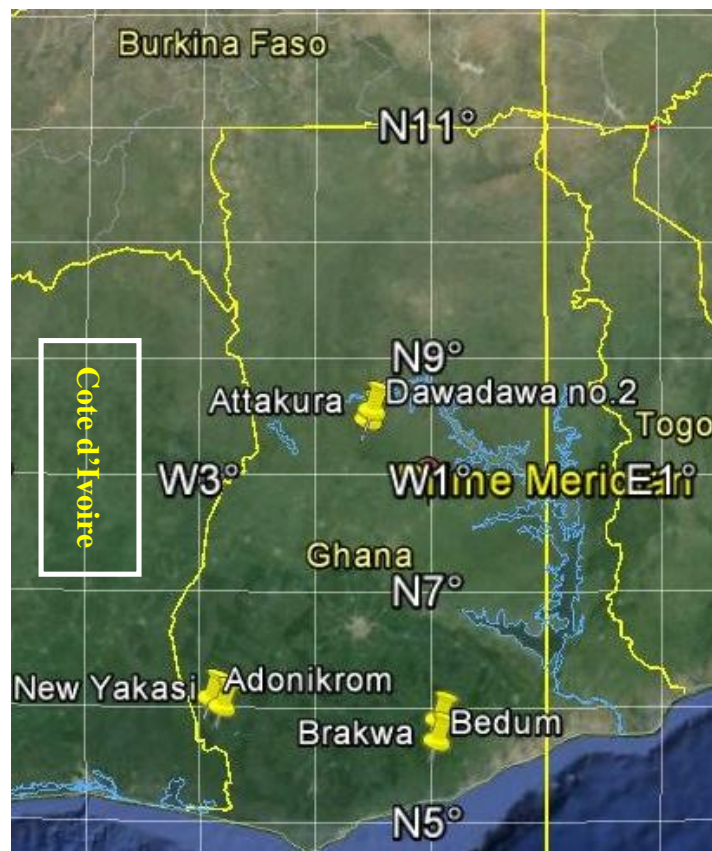 Burkina Faso
N11°
N9°
Attakura
Dawadawa no.2
Togo
Cote d'Ivoire
W3°
W1°
Meridian
E1°
Ghana
N7°
New Yakasi
Adonikrom
Brakwa
Bedum
N5°